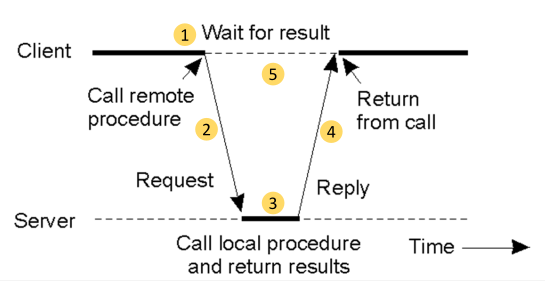 1 Wait for result
Client
5
Call remote
procedure
Return
from call
2
4
Request
3
Reply
Server
Call local procedure
and return results
Time